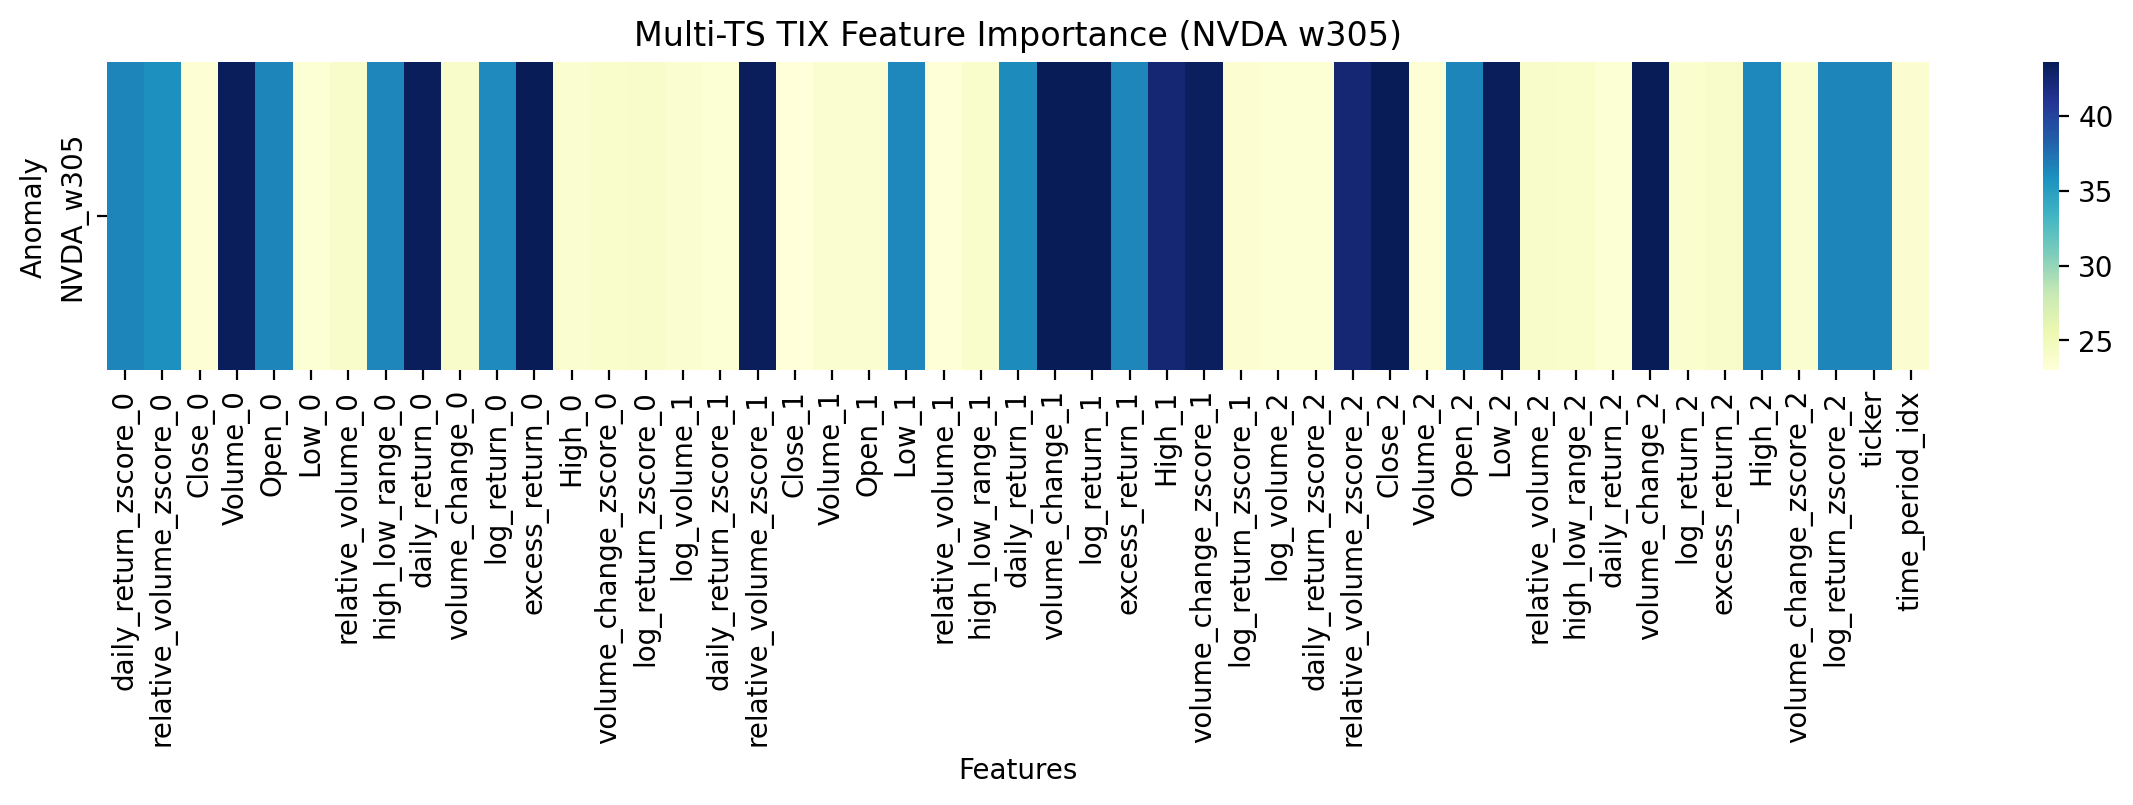 Multi-TS TIX Feature Importance (NVDA w305)
Anomaly
NVDA_w305
40
35
30
25
daily_return_zscore_0
relative_volume_zscore_0
Close_0
Volume_0
Open_0
Low_0
relative_volume_0
high_low_range_0
daily_return_0
volume_change_0
log_return_0
excess_return_0
High_0
volume_change_zscore_0
log_return_zscore_0
log_volume_1
daily_return_zscore_1
relative_volume_zscore_1
Close_1
Volume_1
Open_1
Low_1
relative_volume_1
high_low_range_1
daily_return_1
volume_change_1
log_return_1
excess_return_1
High_1
volume_change_zscore_1
log_return_zscore_1
log_volume_2
daily_return_zscore_2
relative_volume_zscore_2
Close_2
Volume_2
Open_2
Low_2
relative_volume_2
high_low_range_2
daily_return_2
volume_change_2
log_return_2
excess_return_2
High_2
volume_change_zscore_2
log_return_zscore_2
ticker
time_period_idx
Features